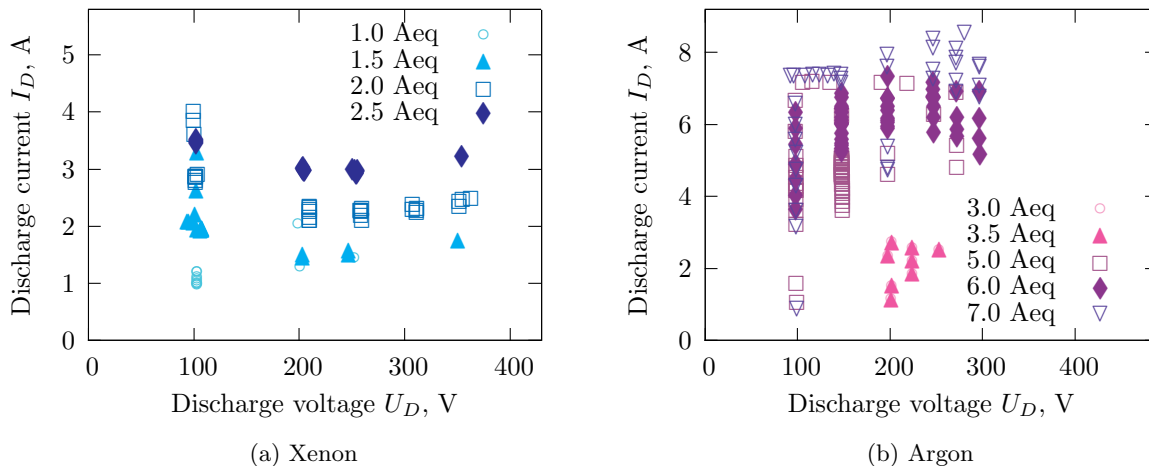 1.0 Aeq
1.5 Aeq
2.0 Aeq
2.5 Aeq
5
4
3
2
1
0
0 100 200 300 400
Discharge current I_D, A
Discharge voltage U_D, V
(a) Xenon
8
6
4
2
0
3.0 Aeq
3.5 Aeq
5.0 Aeq
6.0 Aeq
7.0 Aeq
0 100 200 300 400
Discharge current I_D, A
Discharge voltage U_D, V
(b) Argon